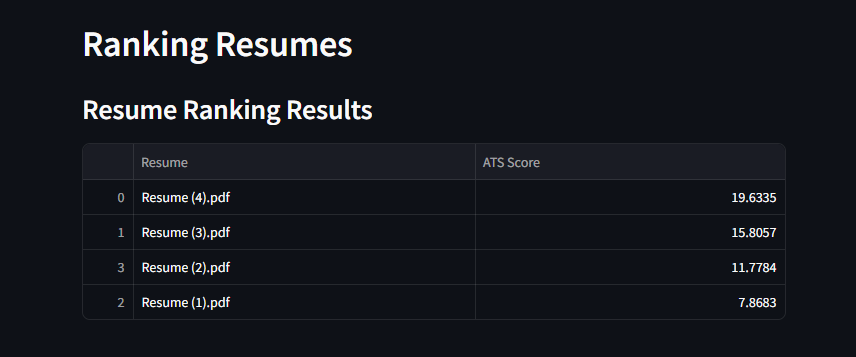 Ranking Resumes
Resume Ranking Results
Resume ATS Score
0 Resume (4).pdf 19.6335
1 Resume (3).pdf 15.8057
3 Resume (2).pdf 11.7784
2 Resume (1).pdf 7.8683